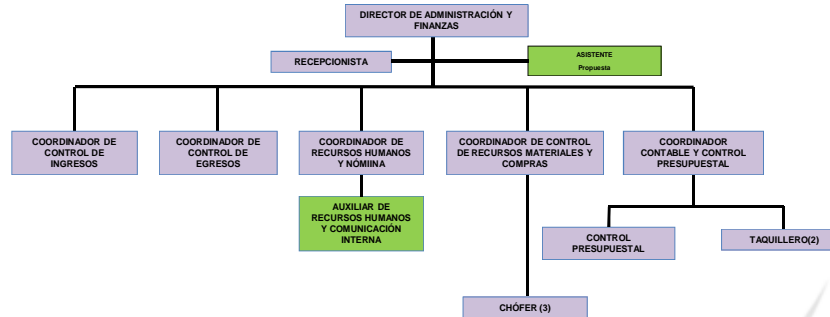 DIRECTOR DE ADMINISTRACIÓN Y
FINANZAS
RECEPCIONISTA
ASISTENTE
Propuesta
COORDINADOR DE
CONTROL DE
INGRESOS
COORDINADOR DE
CONTROL DE
EGRESOS
COORDINADOR DE
RECURSOS HUMANOS
Y NÓMIINA
COORDINADOR DE CONTROL
DE RECURSOS MATERIALES Y
COMPRAS
COORDINADOR
CONTABLE Y CONTROL
PRESUPUESTAL
AUXILIAR DE
RECURSOS HUMANOS
Y COMUNICACIÓN
INTERNA
CONTROL
PRESUPUESTAL
TAQUILLERO(2)
CHÓFER (3)